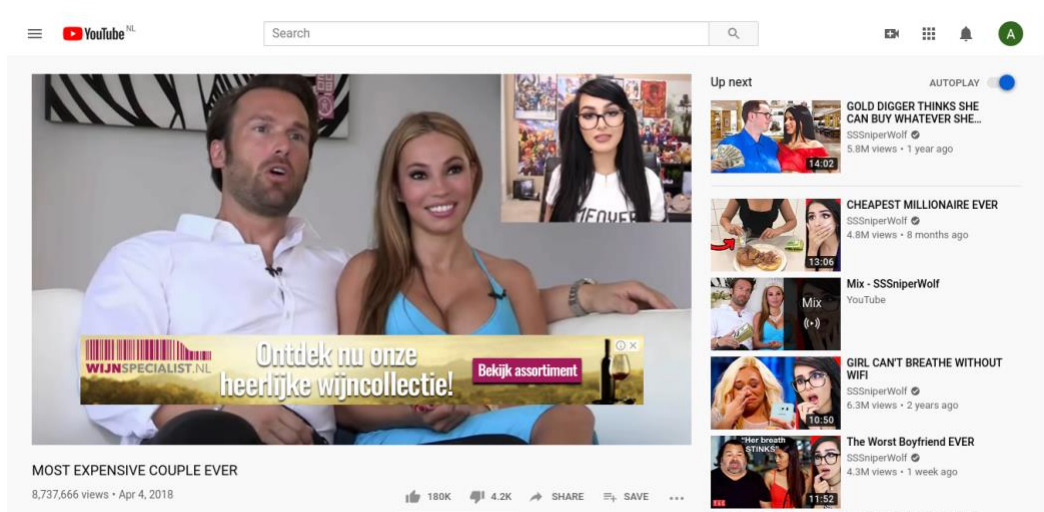 YouTube NL
Search
A
MEOVER
WIJNSPECIALIST.NL
Ontdek nu onze
heerlijke wijncollectie!
Bekijk assortiment
MOST EXPENSIVE COUPLE EVER
8,737,666 views • Apr 4, 2018
180K
4.2K
SHARE
SAVE
Up next
AUTOPLAY
14:02
GOLD DIGGER THINKS SHE
CAN BUY WHATEVER SHE...
SSSniperWolf
5.8M views • 1 year ago
13:06
CHEAPEST MILLIONAIRE EVER
SSSniperWolf
4.8M views • 8 months ago
Mix
Mix - SSSniperWolf
YouTube
10:50
GIRL CAN'T BREATHE WITHOUT
WIFI
SSSniperWolf
6.3M views • 2 years ago
"Her breath
STINKS"
11:52
The Worst Boyfriend EVER
SSSniperWolf
4.3M views • 1 week ago